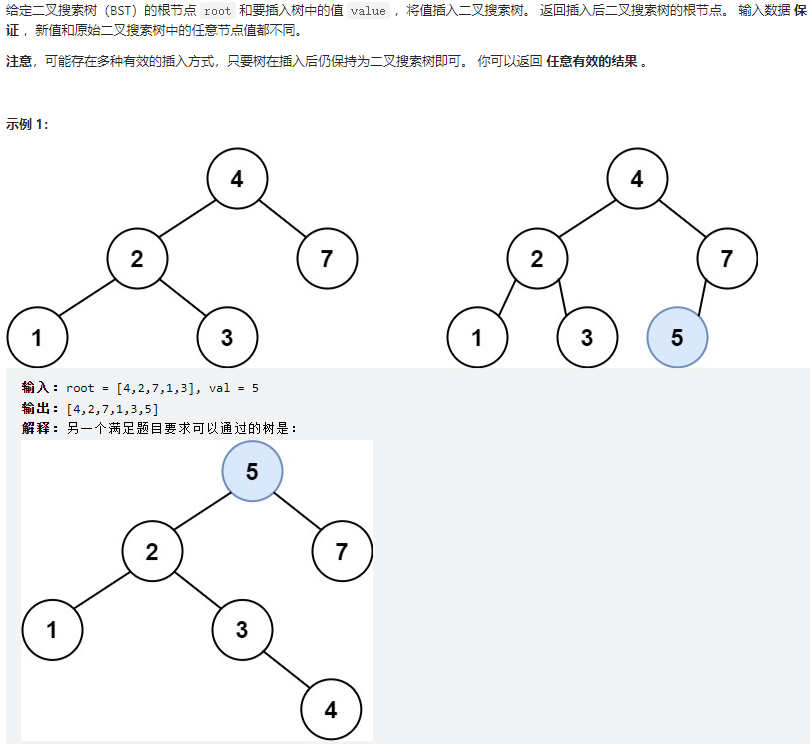 给定二叉搜索树（BST）的根节点 root 和要插入树中的值 value ，将值插入二叉搜索树。 返回插入后二叉搜索树的根节点。 输入数据 保
证 ，新值和原始二叉搜索树中的任意节点值都不同。
注意，可能存在多种有效的插入方式，只要树在插入后仍保持为二叉搜索树即可。 你可以返回 任意有效的结果 。
示例 1：
4
2
7
1
3
4
2
7
1
3
5
输入：root = [4,2,7,1,3], val = 5
输出：[4,2,7,1,3,5]
解释：另一个满足题目要求可以通过的树是：
5
2
7
1
3
4